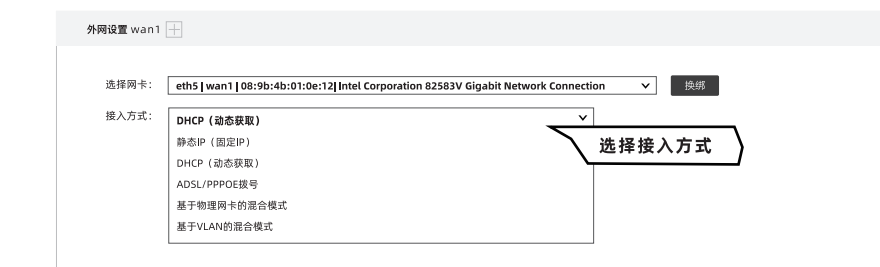 外网设置 wan1
选择网卡： eth5 | wan1 | 08:9b:4b:01:0e:12| Intel Corporation 82583V Gigabit Network Connection 换绑
接入方式： DHCP（动态获取）
静态IP（固定IP）
选择接入方式
DHCP（动态获取）
ADSL/PPPOE拨号
基于物理网卡的混合模式
基于VLAN的混合模式